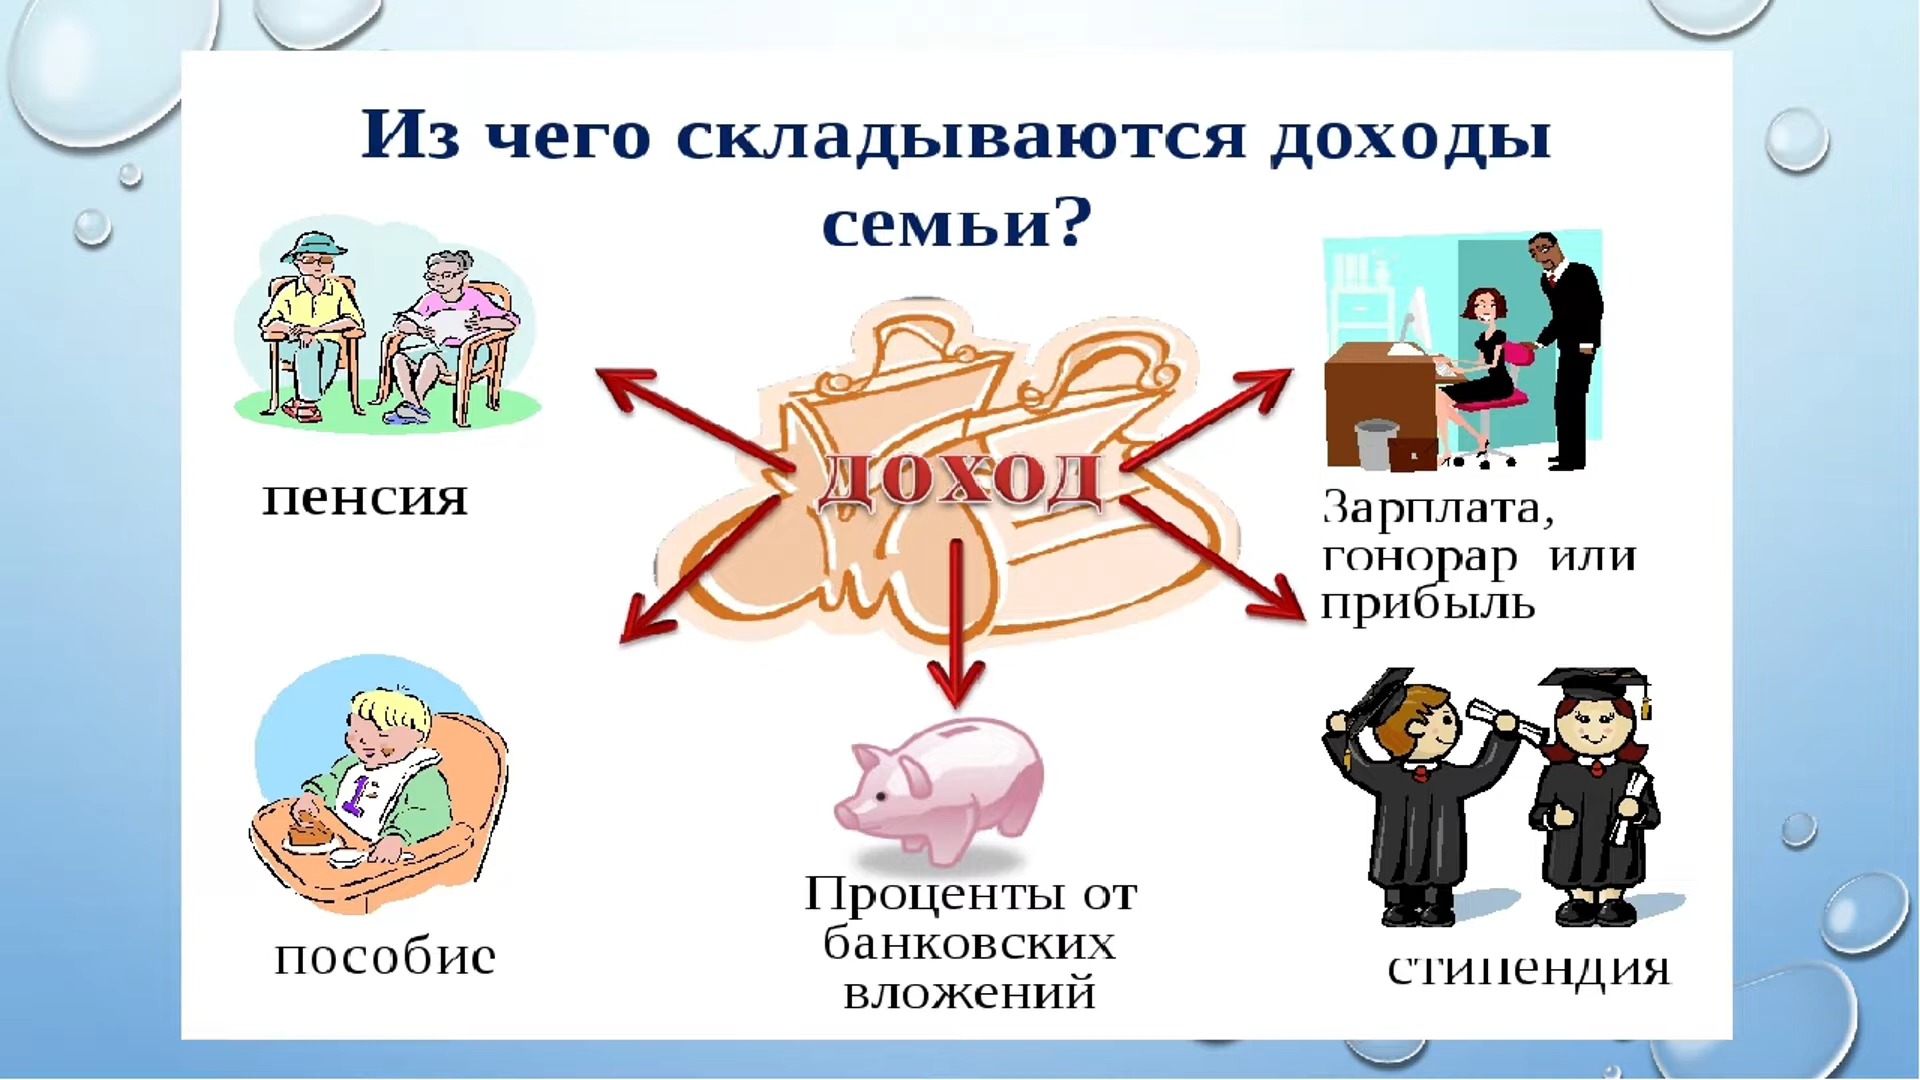 Из чего складываются доходы
семьи?
доход
пенсия
Зарплата,
гонорар или
прибыль
пособие
Проценты от
банковских
вложений
стипендия